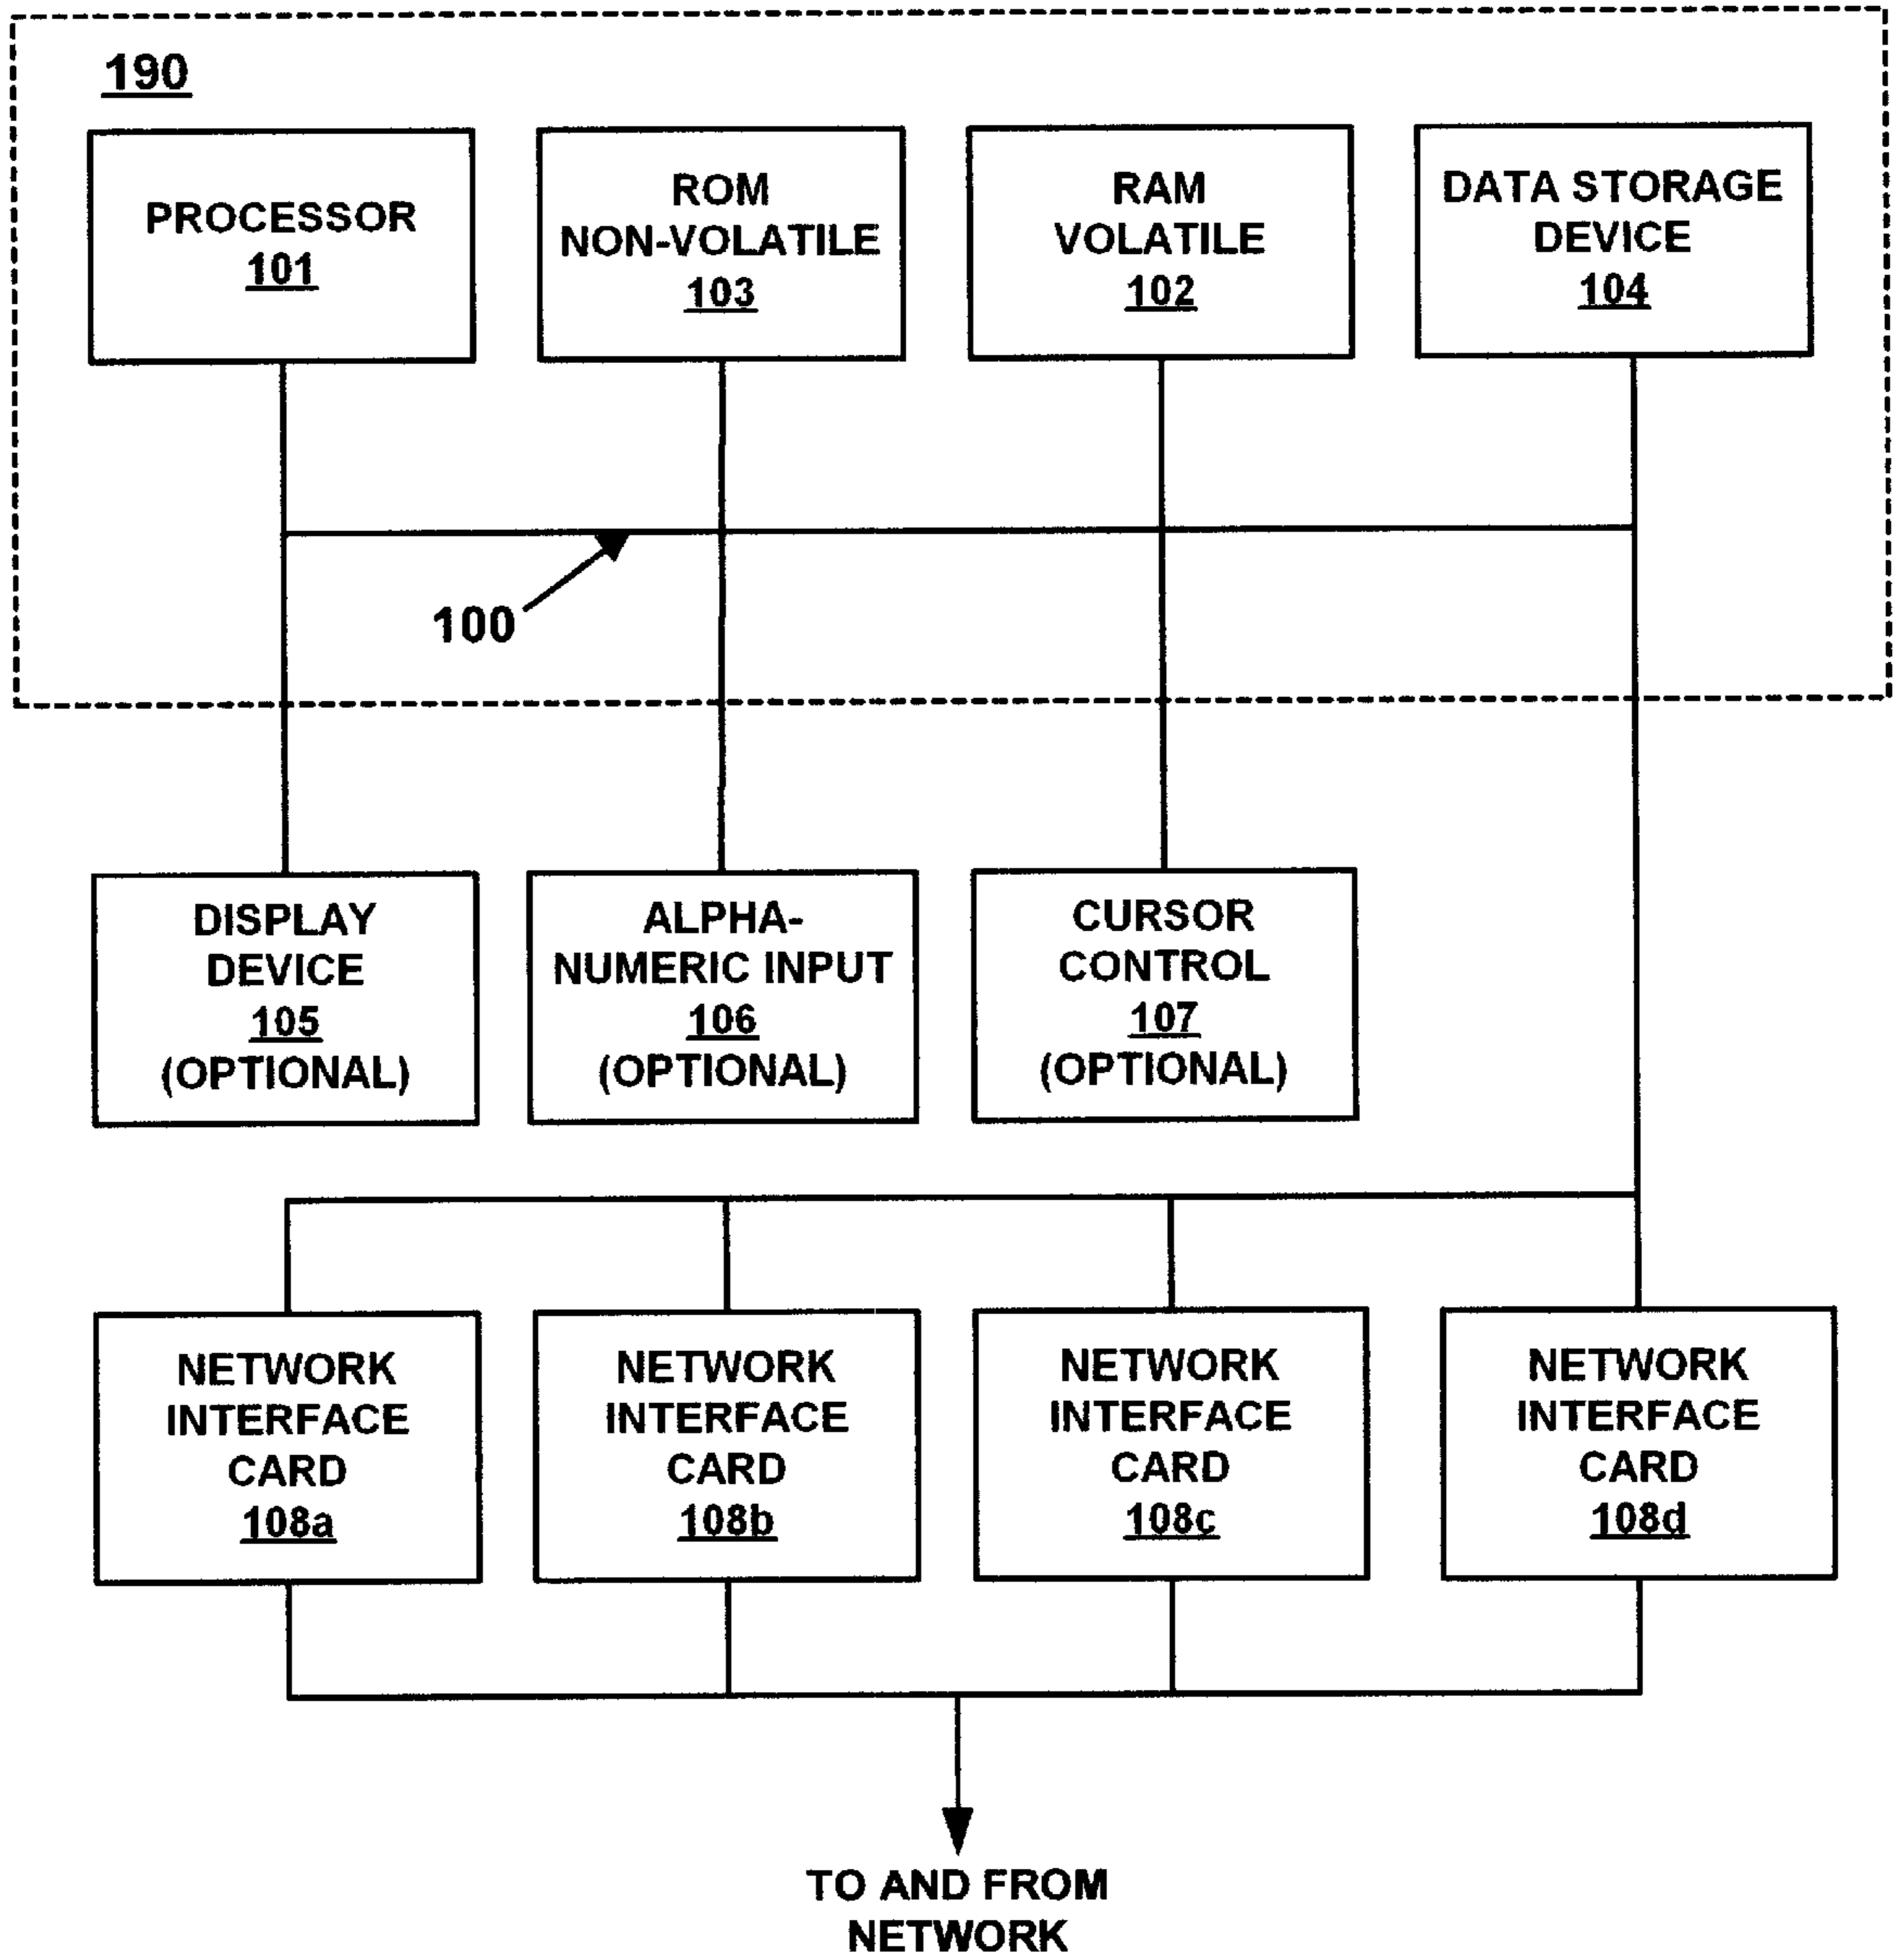 190
PROCESSOR
101
ROM
NON-VOLATILE
103
RAM
VOLATILE
102
DATA STORAGE
DEVICE
104
100
DISPLAY
DEVICE
105
(OPTIONAL)
ALPHA-
NUMERIC INPUT
106
(OPTIONAL)
CURSOR
CONTROL
107
(OPTIONAL)
NETWORK
INTERFACE
CARD
108a
NETWORK
INTERFACE
CARD
108b
NETWORK
INTERFACE
CARD
108c
NETWORK
INTERFACE
CARD
108d
TO AND FROM
NETWORK